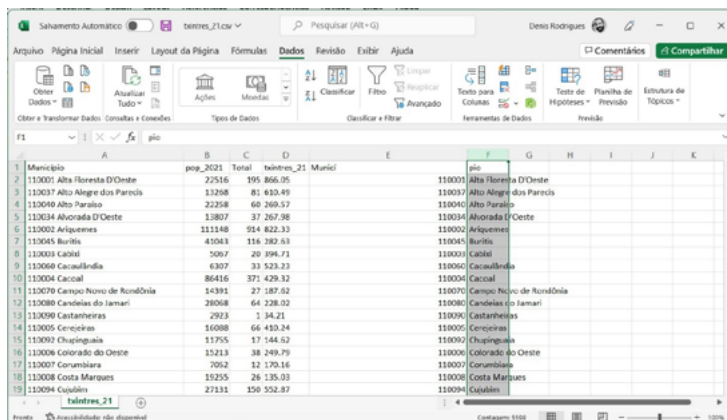 Salvamento Automático txintres_21.csv Pesquisar (Alt+G) Denis Rodrigues
Arquivo Página Inicial Inserir Layout da Página Fórmulas Dados Revisão Exibir Ajuda Comentários Compartilhar
Obter Dados Atualizar Tudo Ações Moedas Classificar Filtro Limpar Reaplicar Avançado Texto para Colunas Teste de Hipóteses Planilha de Previsão Estrutura de Tópicos
Obter e Transformar Dados Consultas e Conexões Tipos de Dados Classificar e Filtrar Ferramentas de Dados Previsão
F1 fx pio
A B C D E F G H I J K
1 Município pop_2021 Total txintres_21 Municí pio
2 110001 Alta Floresta D'Oeste 22516 195 866.05 110001 Alta Floresta D'Oeste
3 110037 Alto Alegre dos Parecis 13268 81 610.49 110037 Alto Alegre dos Parecis
4 110040 Alto Paraíso 22258 60 269.57 110040 Alto Paraíso
5 110034 Alvorada D'Oeste 13807 37 267.98 110034 Alvorada D'Oeste
6 110002 Ariquemes 111148 914 822.33 110002 Ariquemes
7 110045 Buritis 41043 116 282.63 110045 Buritis
8 110003 Cabixi 5067 20 394.71 110003 Cabixi
9 110060 Cacaulândia 6307 33 523.23 110060 Cacaulândia
10 110004 Cacoal 86416 371 429.32 110004 Cacoal
11 110070 Campo Novo de Rondônia 14391 27 187.62 110070 Campo Novo de Rondônia
12 110080 Candeias do Jamari 28068 64 228.02 110080 Candeias do Jamari
13 110090 Castanheiras 2923 1 34.21 110090 Castanheiras
14 110005 Cerejeiras 16088 66 410.24 110005 Cerejeiras
15 110092 Chupinguaia 11755 17 144.62 110092 Chupinguaia
16 110006 Colorado do Oeste 15213 38 249.79 110006 Colorado do Oeste
17 110007 Corumbiara 7052 12 170.16 110007 Corumbiara
18 110008 Costa Marques 19255 26 135.03 110008 Costa Marques
19 110094 Cujubim 27131 150 552.87 110094 Cujubim
txintres_21
Pronto Acessibilidade: não disponível 100%